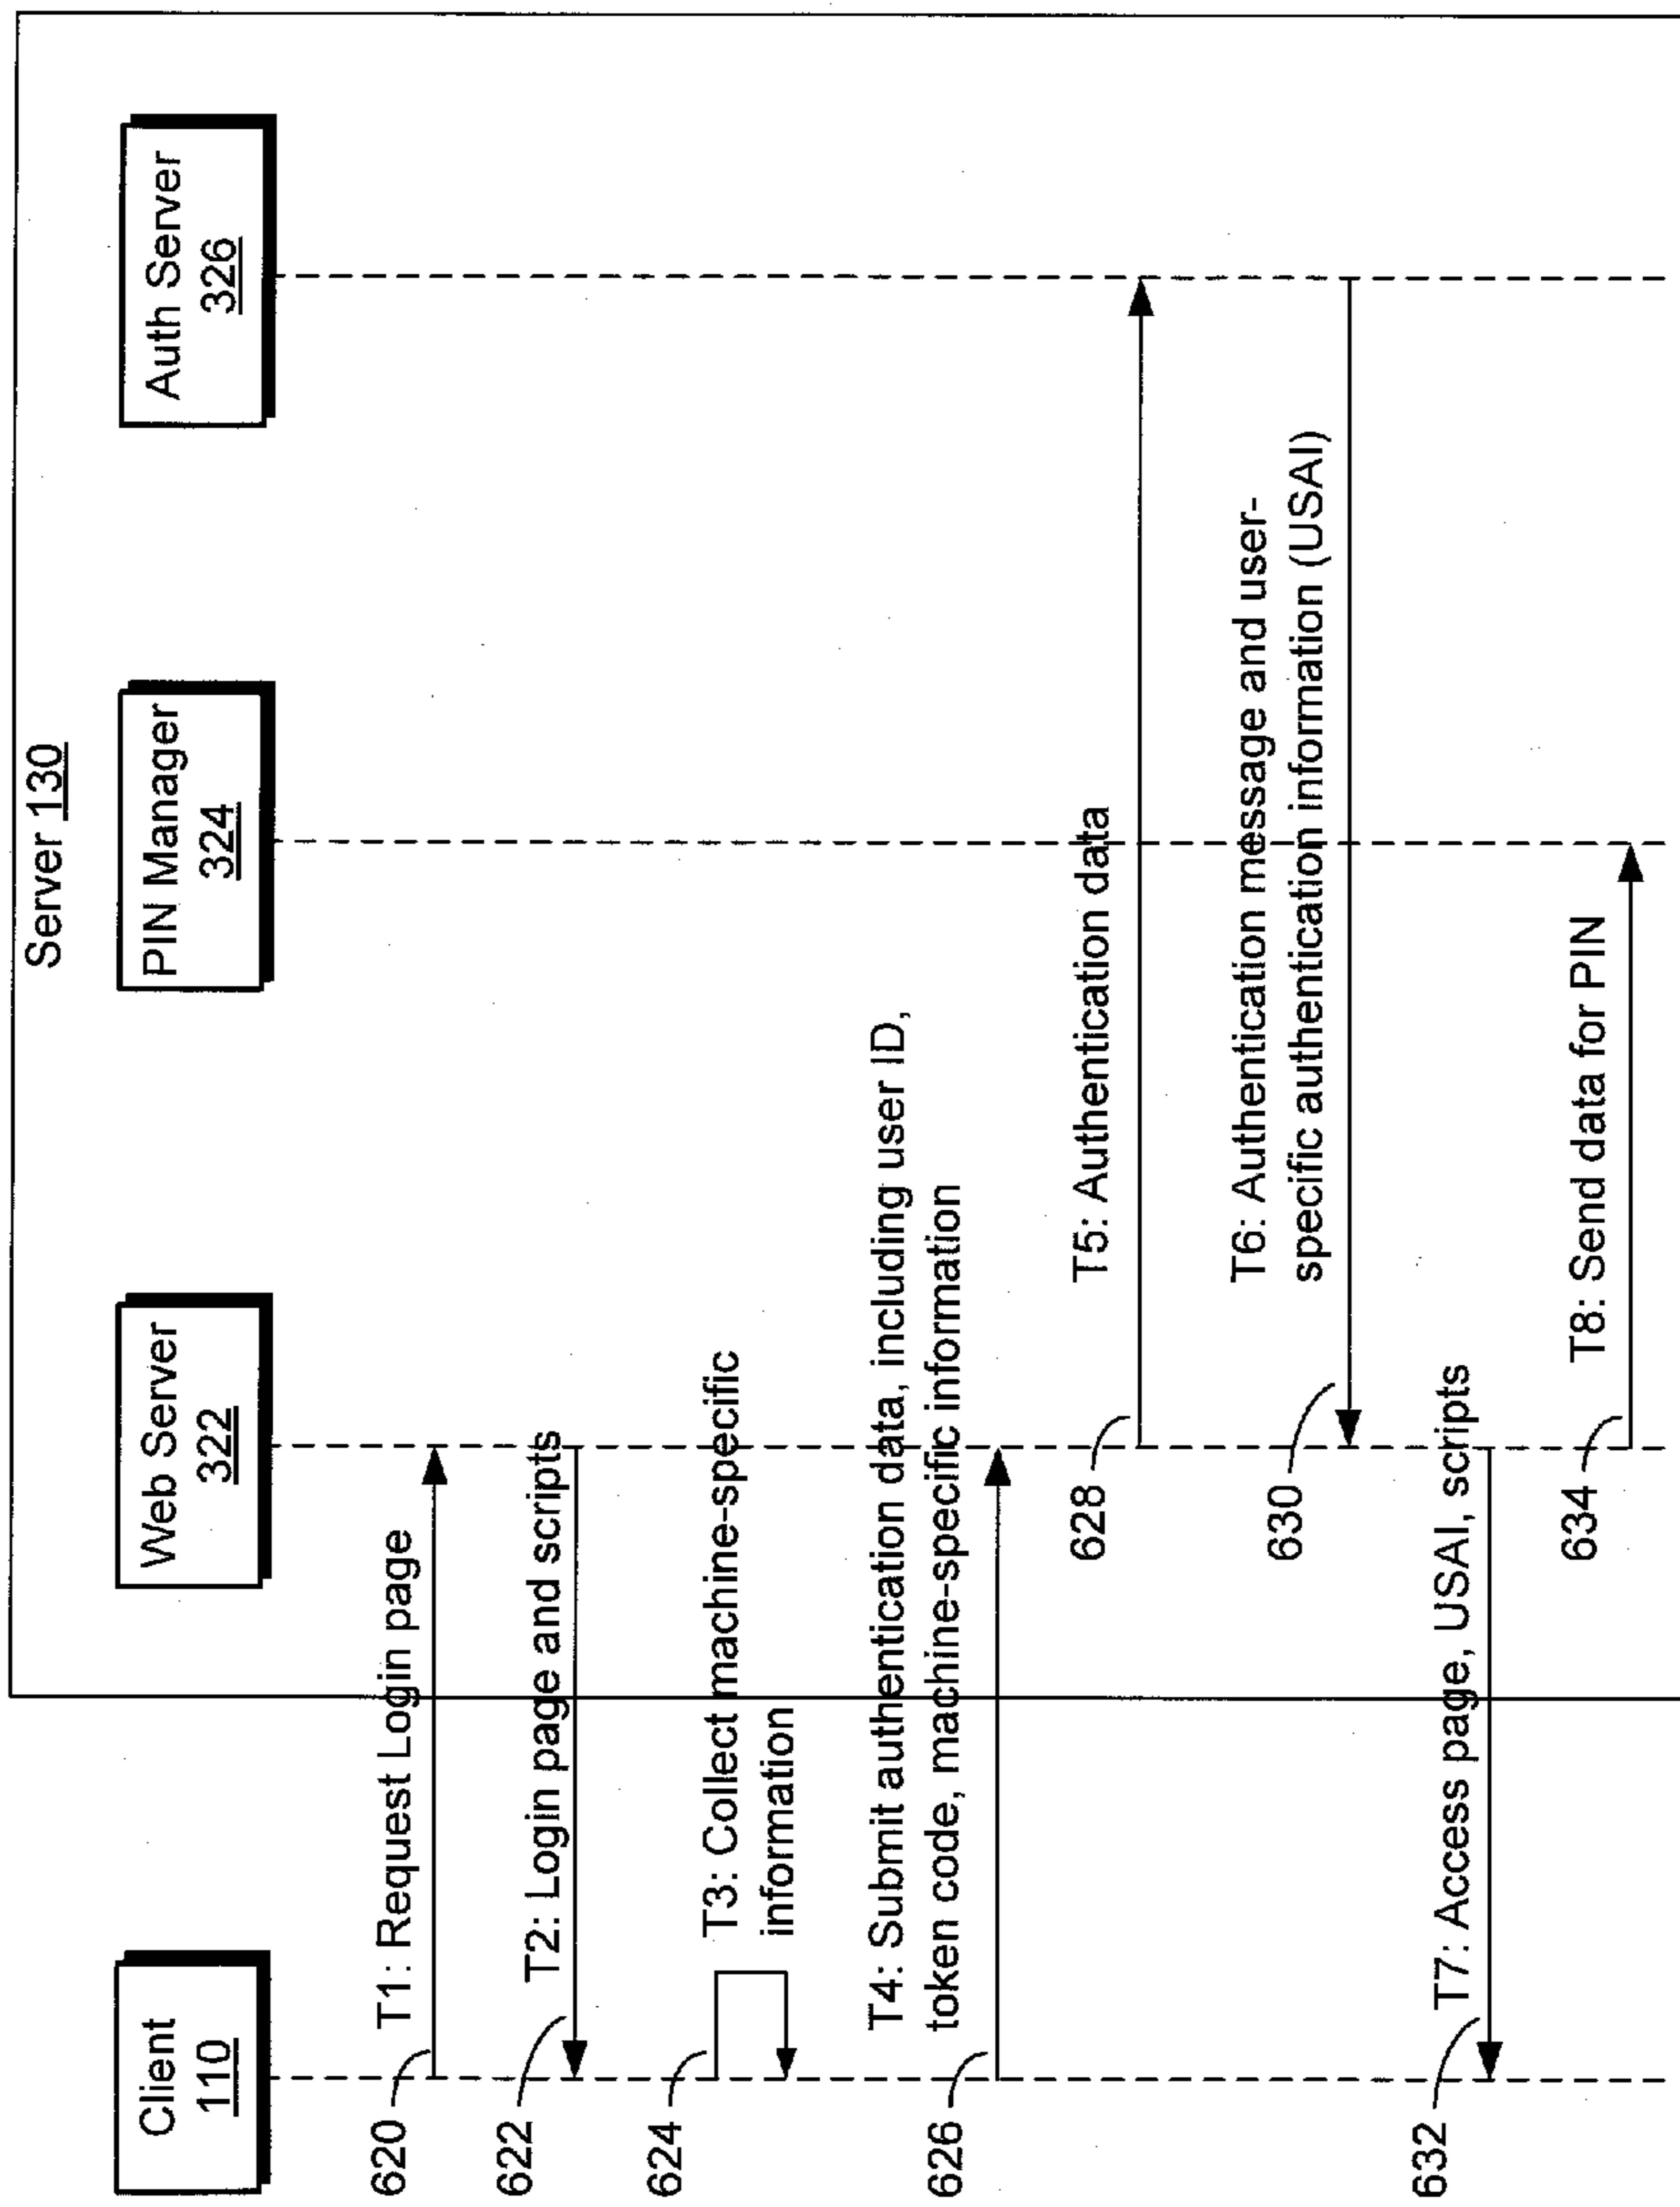 Server 130
Client
110
Web Server
322
PIN Manager
324
Auth Server
326
620
T1: Request Login page
622
T2: Login page and scripts
624
T3: Collect machine-specific
information
626
T4: Submit authentication data, including user ID,
token code, machine-specific information
628
T5: Authentication data
630
T6: Authentication message and user-
specific authentication information (USAI)
632
T7: Access page, USAI, scripts
634
T8: Send data for PIN